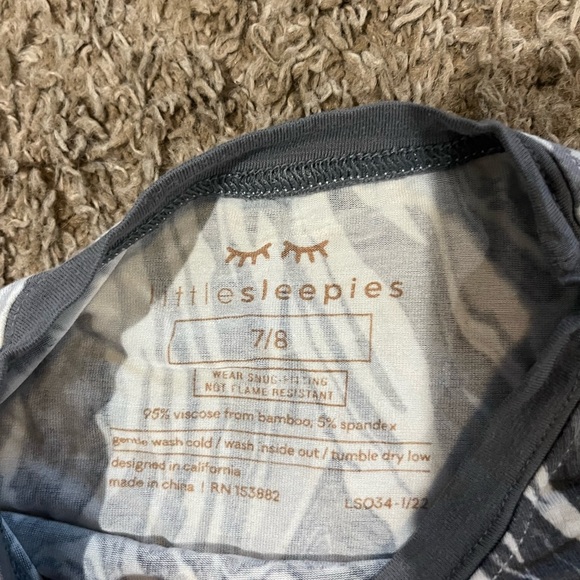 littlesleepies
7/8
WEAR SNUG-FITTING
NOT FLAME RESISTANT
95% viscose from bamboo, 5% spandex
gentle wash cold / wash inside out / tumble dry low
designed in california
made in china | RN 153882
LS034-1/22